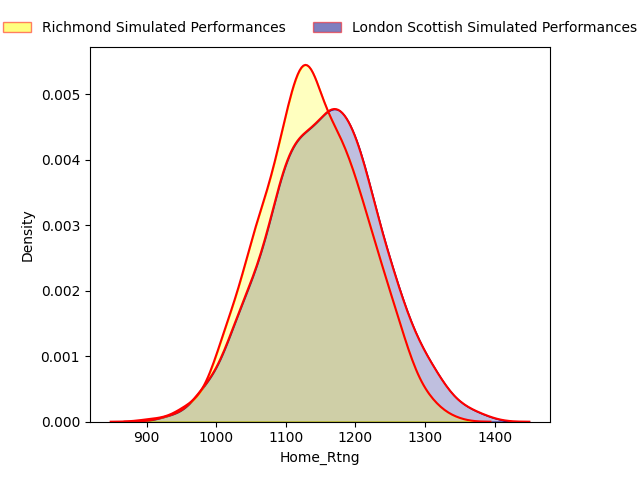 Richmond Simulated Performances London Scottish Simulated Performances
0.005
0.004
0.003
0.002
0.001
0.000
Density
900 1000 1100 1200 1300 1400
Home_Rtng